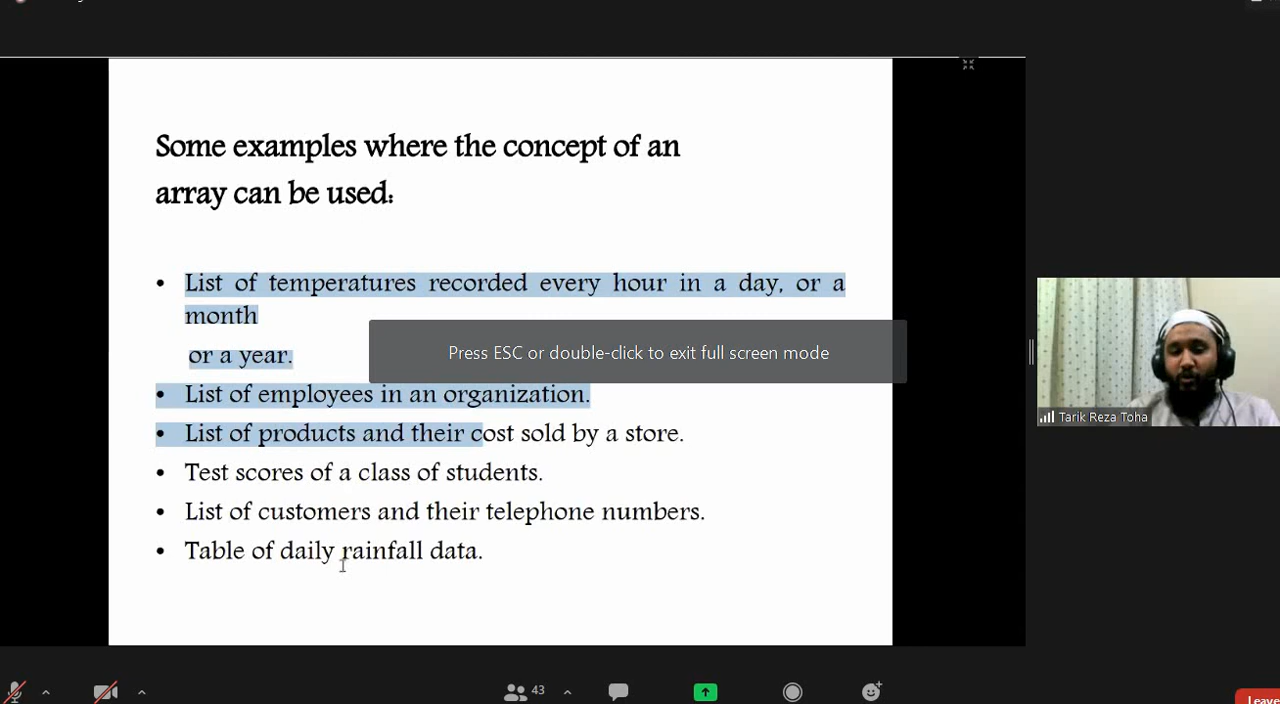 Some examples where the concept of an
array can be used:
• List of temperatures recorded every hour in a day, or a
month
or a year.
Press ESC or double-click to exit full screen mode
• List of employees in an organization.
• List of products and their cost sold by a store.
• Test scores of a class of students.
• List of customers and their telephone numbers.
• Table of daily rainfall data.
Tarik Reza Toha
43
Leave